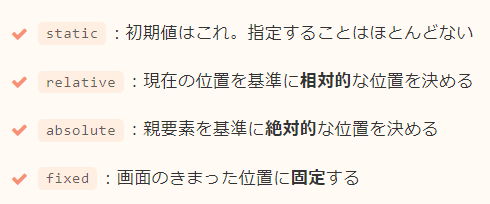 static ：初期値はこれ。指定することはほとんどない
relative ：現在の位置を基準に相対的な位置を決める
absolute ：親要素を基準に絶対的な位置を決める
fixed ：画面のきまった位置に固定する